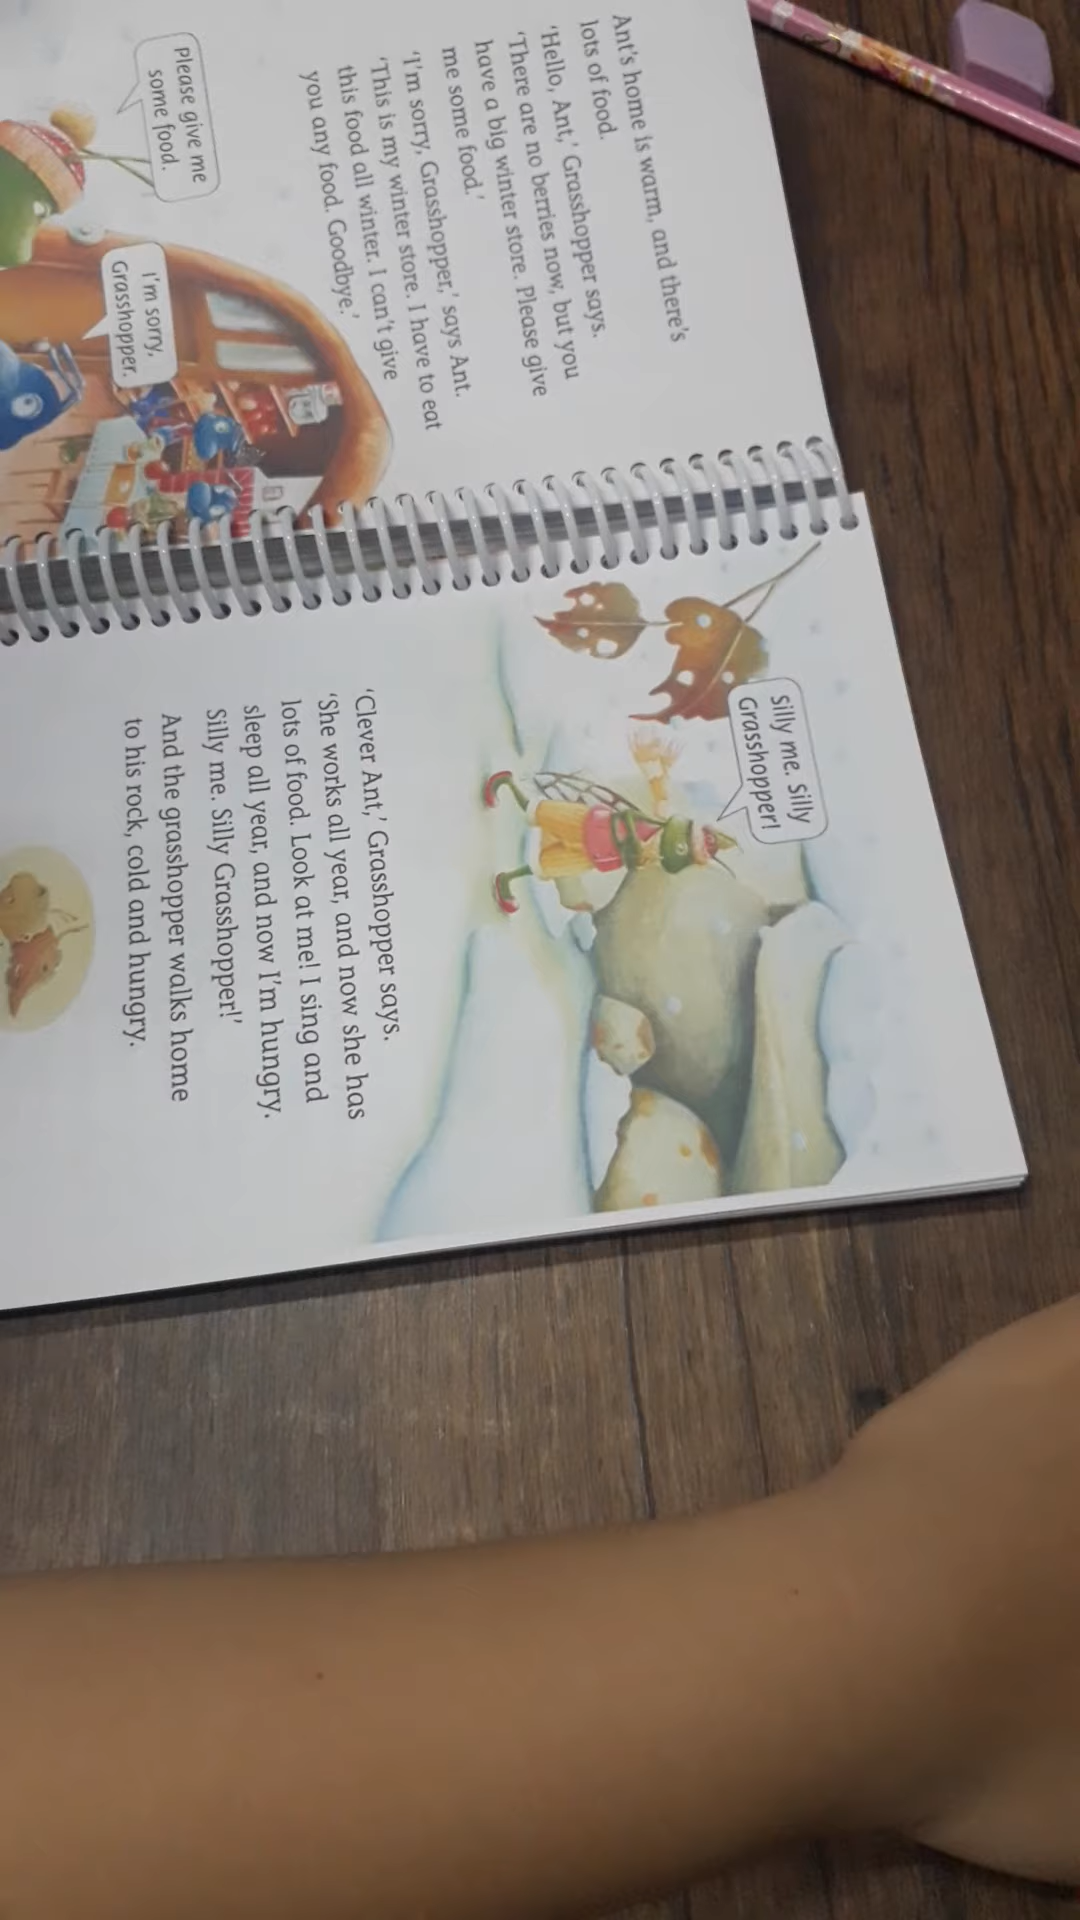 Ant's home is warm, and there's
lots of food.
'Hello, Ant,' Grasshopper says.
'There are no berries now, but you
have a big winter store. Please give
me some food.'
'I'm sorry, Grasshopper,' says Ant.
'This is my winter store. I have to eat
this food all winter. I can't give
you any food. Goodbye.'
Please give me
some food.
I'm sorry,
Grasshopper.
Silly me. Silly
Grasshopper!
'Clever Ant,' Grasshopper says.
'She works all year, and now she has
lots of food. Look at me! I sing and
sleep all year, and now I'm hungry.
Silly me. Silly Grasshopper!'
And the grasshopper walks home
to his rock, cold and hungry.